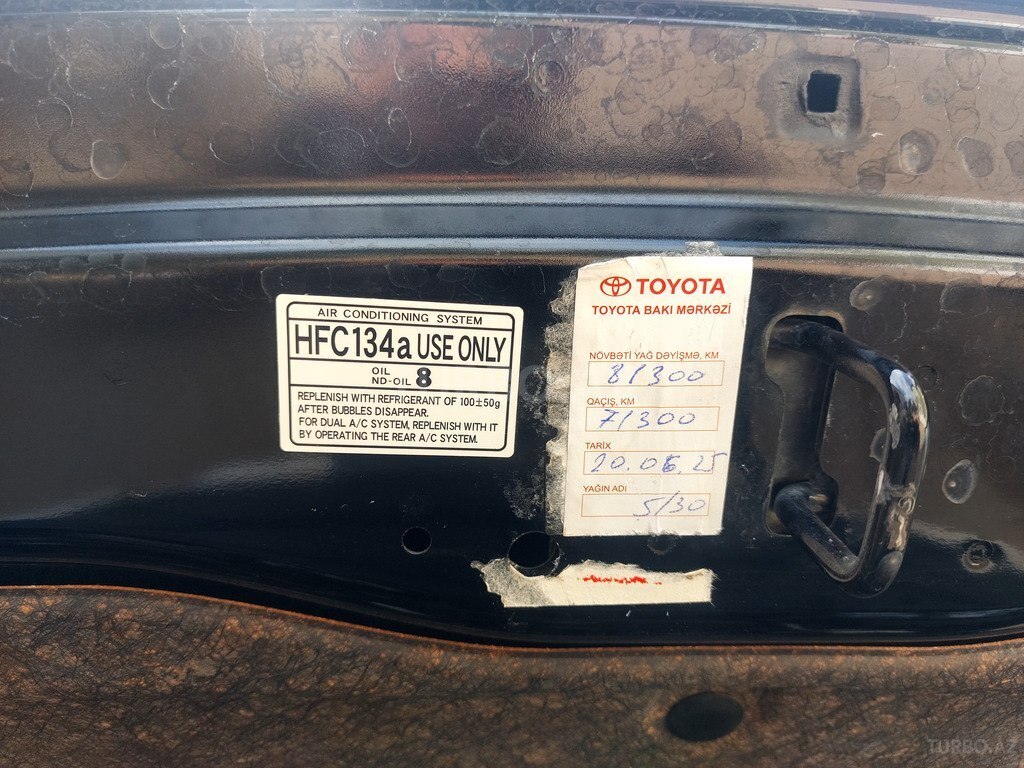 AIR CONDITIONING SYSTEM
HFC134a USE ONLY
OIL
ND-OIL 8
REPLENISH WITH REFRIGERANT OF 100±50g
AFTER BUBBLES DISAPPEAR.
FOR DUAL A/C SYSTEM, REPLENISH WITH IT
BY OPERATING THE REAR A/C SYSTEM.
TOYOTA
TOYOTA BAKI MƏRKƏZİ
NÖVBƏTİ YAĞ DƏYİŞMƏ, KM
81300
QAÇIŞ, KM
71300
TARİX
20.06.25
YAĞIN ADI
5/30
TURBO.AZ